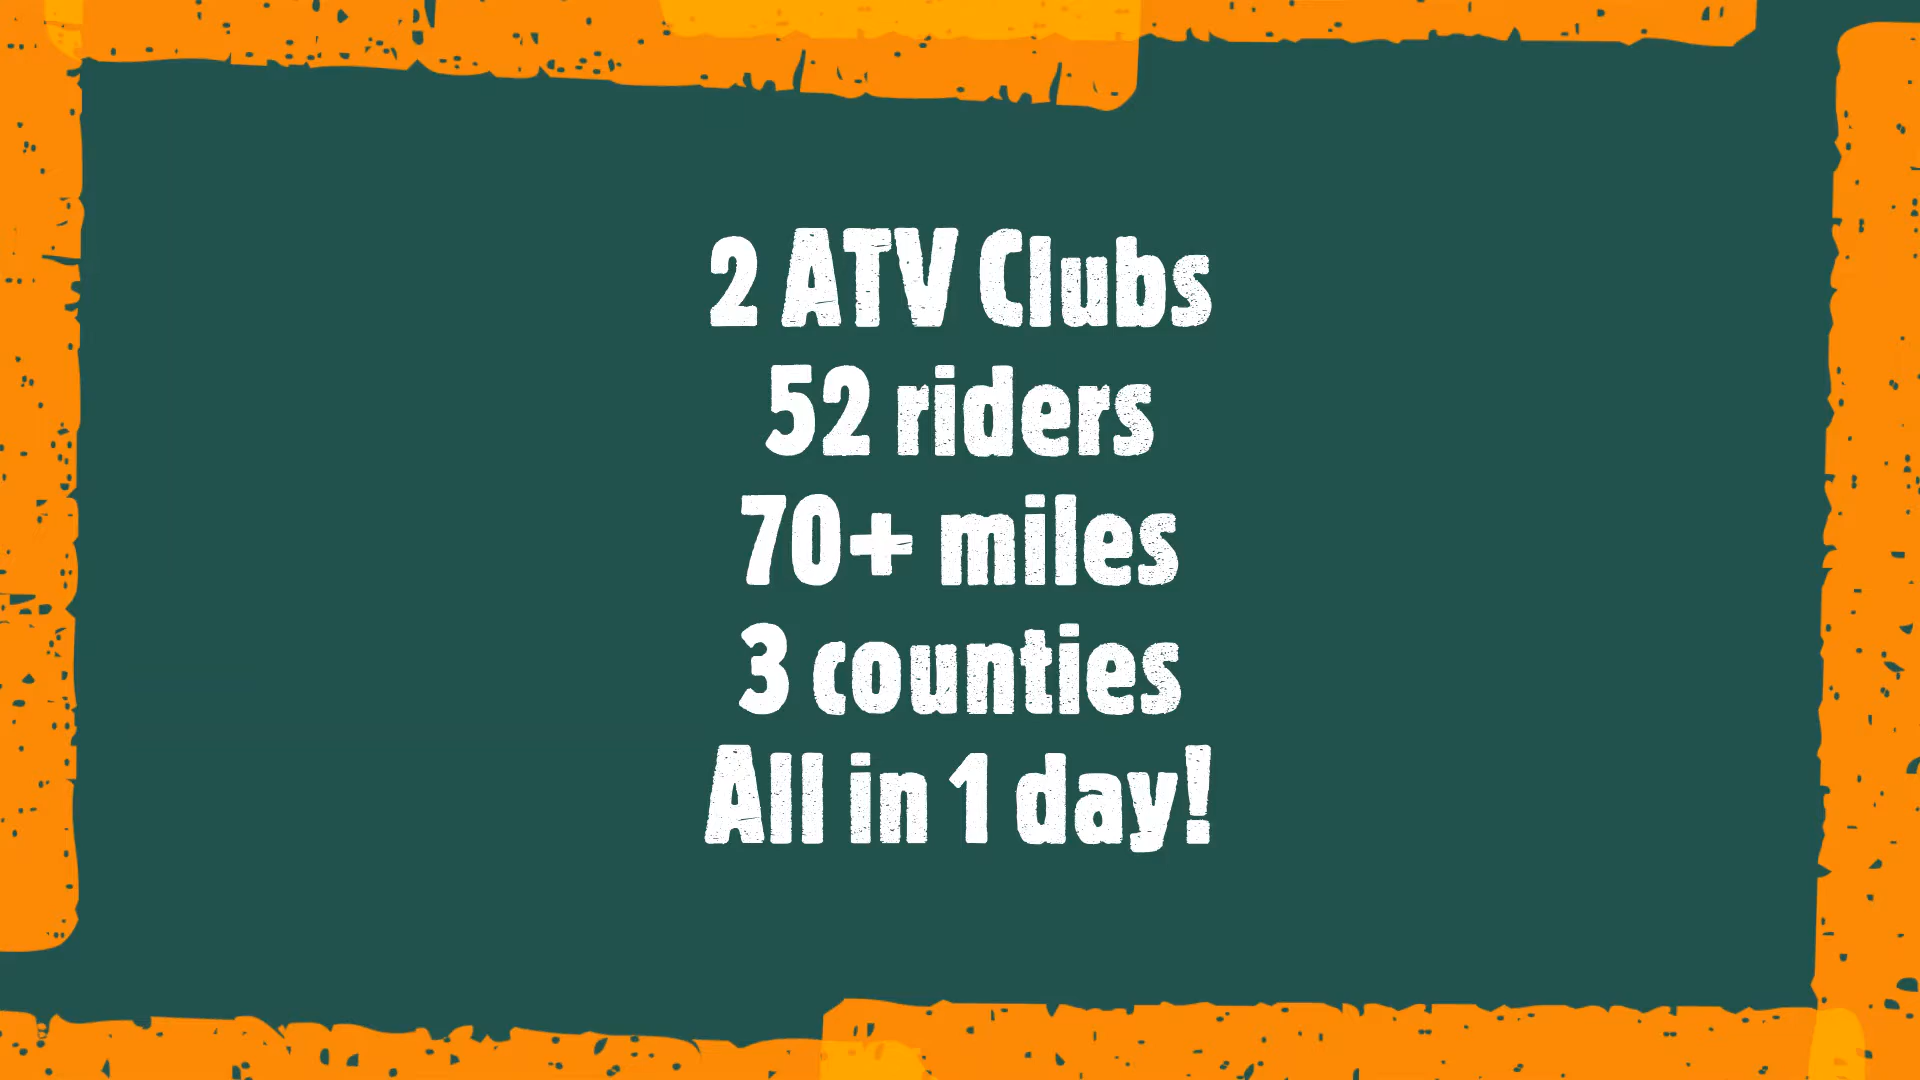 2 ATV Clubs
52 riders
70+ miles
3 counties
All in 1 day!